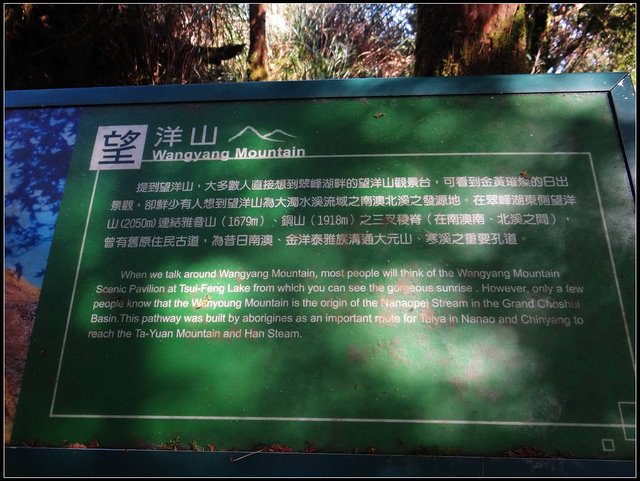 望洋山
Wangyang Mountain
提到望洋山，大多數人直接想到翠峰湖畔的望洋山觀景台，可看到金黃璀燦的日出
景觀，卻鮮少有人想到望洋山為大濁水溪流域之南澳北溪之發源地。在翠峰湖東側望洋
山(2050m)連結雅音山（1679m）、銅山（1918m）之三叉稜脊（在南澳南、北溪之間），
曾有舊原住民古道，為昔日南澳、金洋泰雅族溝通大元山、寒溪之重要孔道。
When we talk around Wangyang Mountain, most people will think of the Wangyang Mountain
Scenic Pavilion at Tsui-Feng Lake from which you can see the gorgeous sunrise . However, only a few
people know that the Wanyoung Mountain is the origin of the Nanaopei Stream in the Grand Choshui
Basin.This pathway was built by aborigines as an important route for Taiya in Nanao and Chinyang to
reach the Ta-Yuan Mountain and Han Steam.